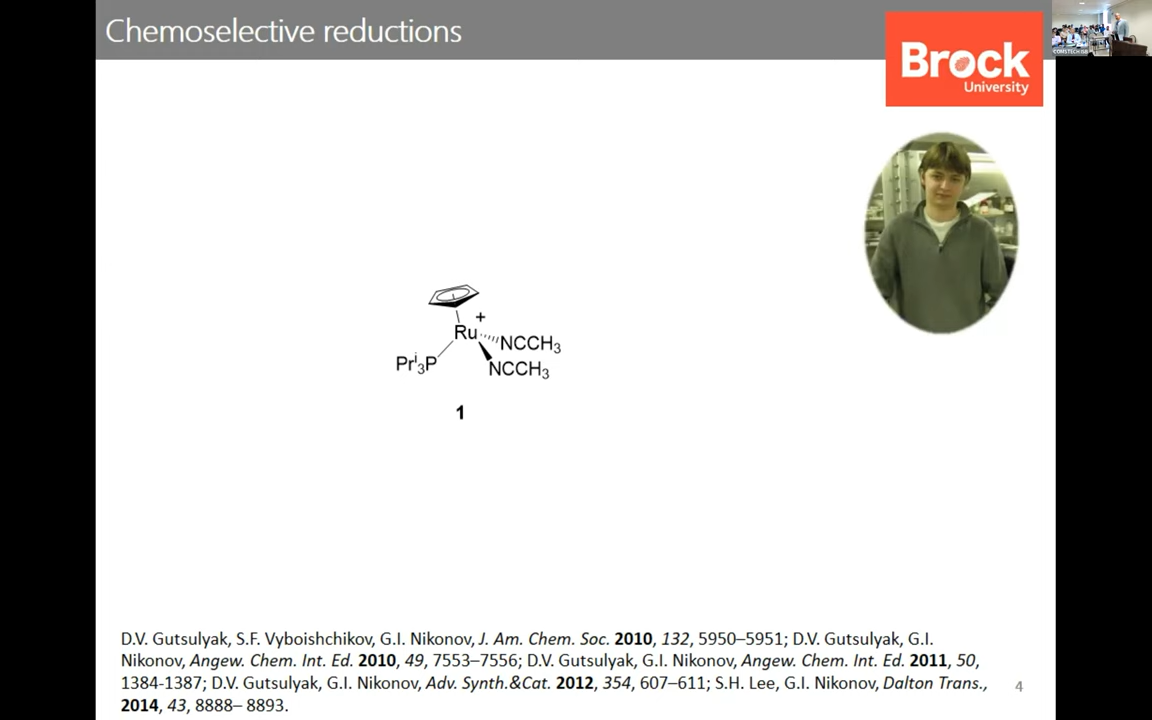 Chemoselective reductions
Brock
University
COMSTECH ISB
+
Ru
NCCH3
Pri3P
NCCH3
1
D.V. Gutsulyak, S.F. Vyboishchikov, G.I. Nikonov, J. Am. Chem. Soc. 2010, 132, 5950–5951; D.V. Gutsulyak, G.I.
Nikonov, Angew. Chem. Int. Ed. 2010, 49, 7553–7556; D.V. Gutsulyak, G.I. Nikonov, Angew. Chem. Int. Ed. 2011, 50,
1384-1387; D.V. Gutsulyak, G.I. Nikonov, Adv. Synth.&Cat. 2012, 354, 607–611; S.H. Lee, G.I. Nikonov, Dalton Trans.,
2014, 43, 8888– 8893.
4